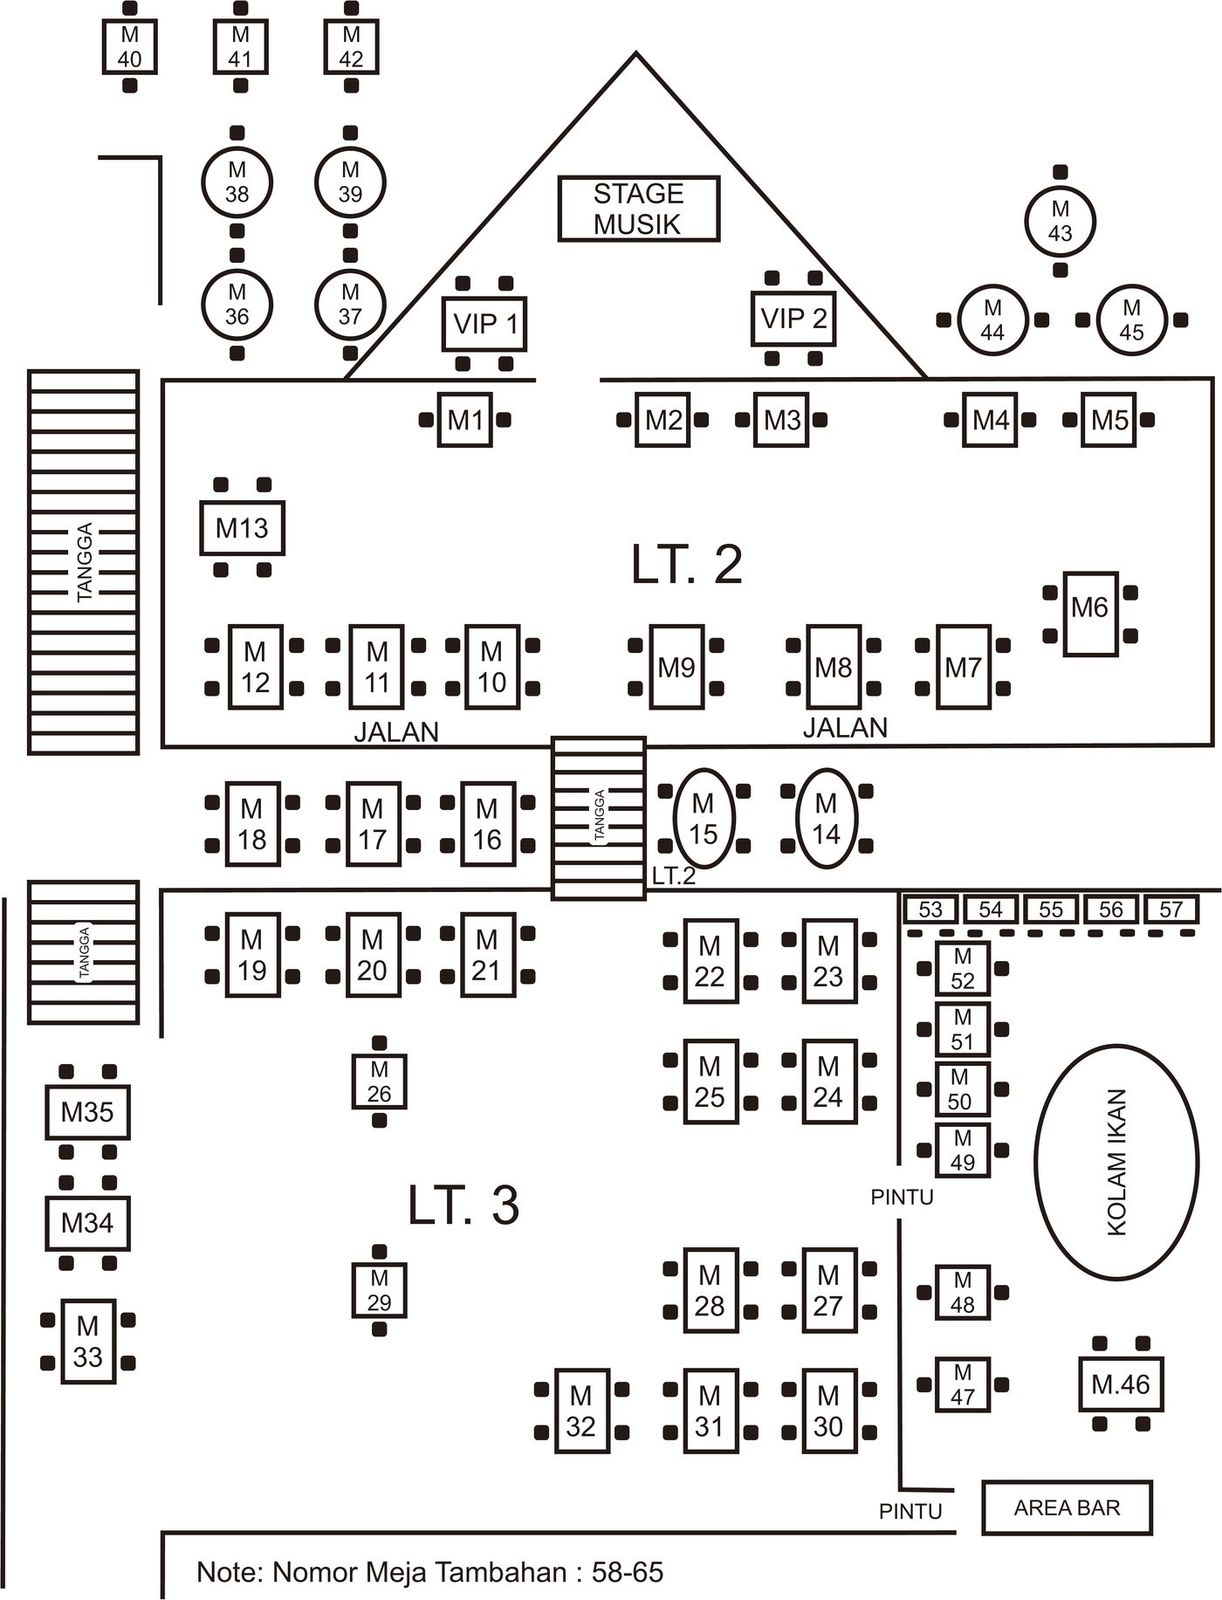 M
40
M
41
M
42
M
38
M
39
STAGE
MUSIK
M
43
M
36
M
37
VIP 1
VIP 2
M
44
M
45
M1
M2
M3
M4
M5
M13
TANGGA
LT. 2
M6
M
12
M
11
M
10
M9
M8
M7
JALAN
JALAN
M
18
M
17
M
16
TANGGA
M
15
M
14
LT.2
53
54
55
56
57
TANGGA
M
19
M
20
M
21
M
22
M
23
M
52
M
51
M
26
M
25
M
24
M
50
M35
M
49
KOLAM IKAN
PINTU
LT. 3
M34
M
29
M
28
M
27
M
48
M
33
M
32
M
31
M
30
M
47
M.46
PINTU
AREA BAR
Note: Nomor Meja Tambahan : 58-65